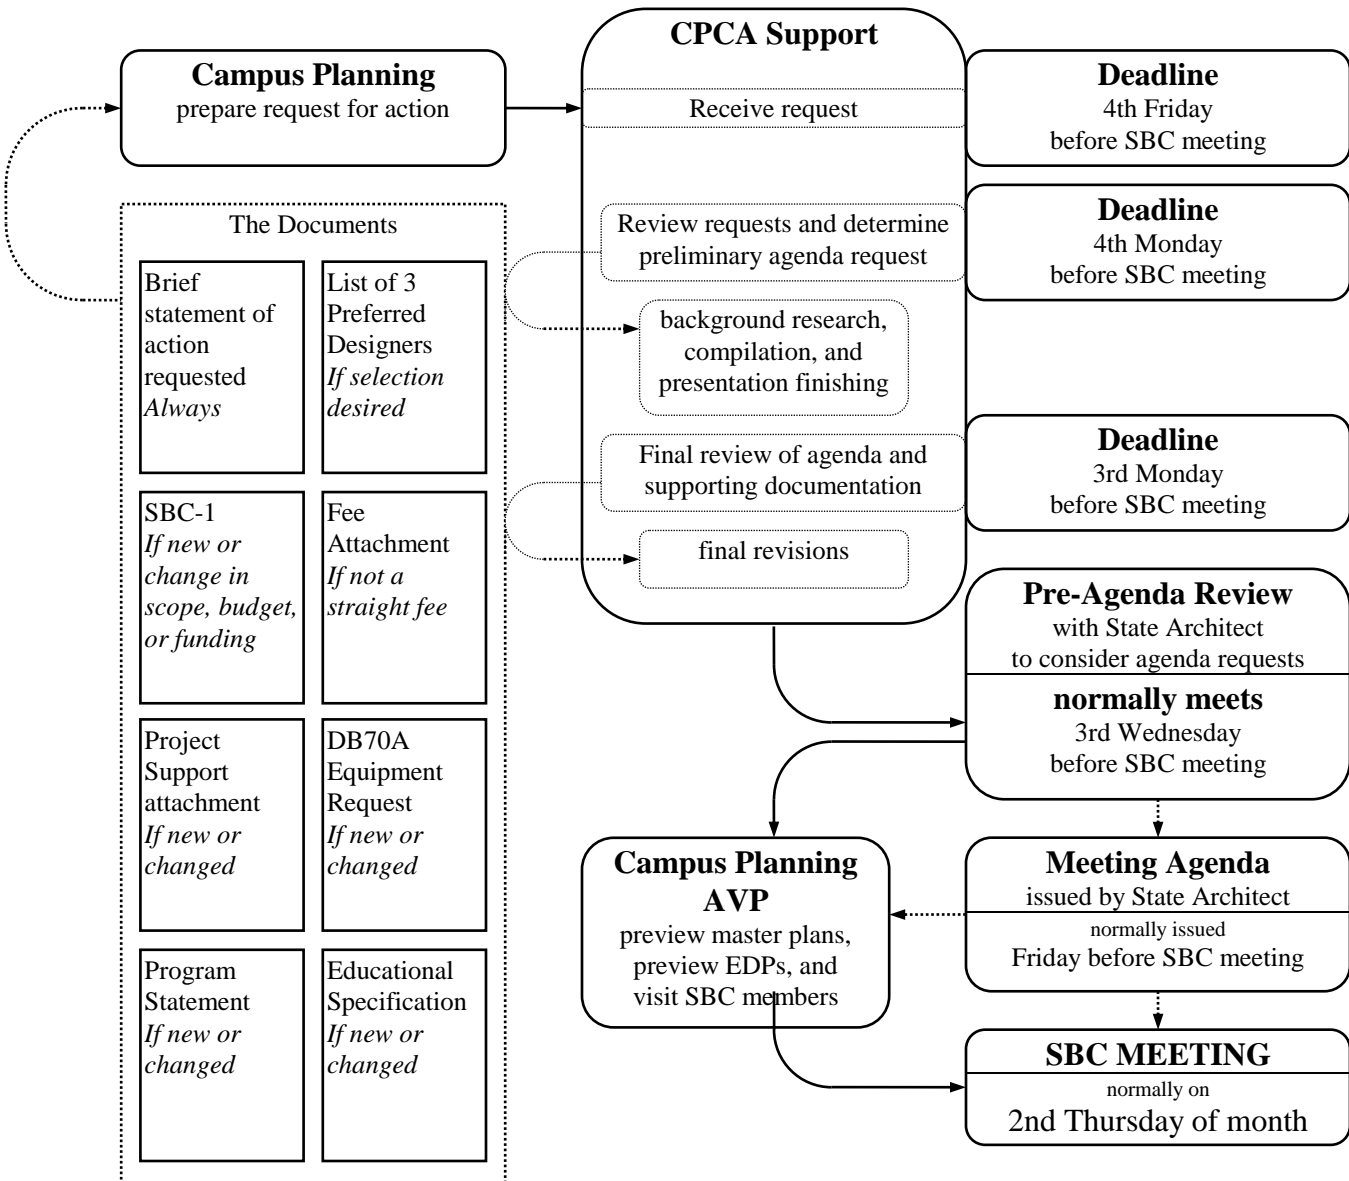 Campus Planning
prepare request for action
CPCA Support
Receive request
Deadline
4th Friday
before SBC meeting
Review requests and determine
preliminary agenda request
Deadline
4th Monday
before SBC meeting
background research,
compilation, and
presentation finishing
Final review of agenda and
supporting documentation
Deadline
3rd Monday
before SBC meeting
final revisions
The Documents
Brief
statement of
action
requested
Always
List of 3
Preferred
Designers
If selection
desired
SBC-1
If new or
change in
scope, budget,
or funding
Fee
Attachment
If not a
straight fee
Project
Support
attachment
If new or
changed
DB70A
Equipment
Request
If new or
changed
Program
Statement
If new or
changed
Educational
Specification
If new or
changed
Pre-Agenda Review
with State Architect
to consider agenda requests
normally meets
3rd Wednesday
before SBC meeting
Campus Planning
AVP
preview master plans,
preview EDPs, and
visit SBC members
Meeting Agenda
issued by State Architect
normally issued
Friday before SBC meeting
SBC MEETING
normally on
2nd Thursday of month